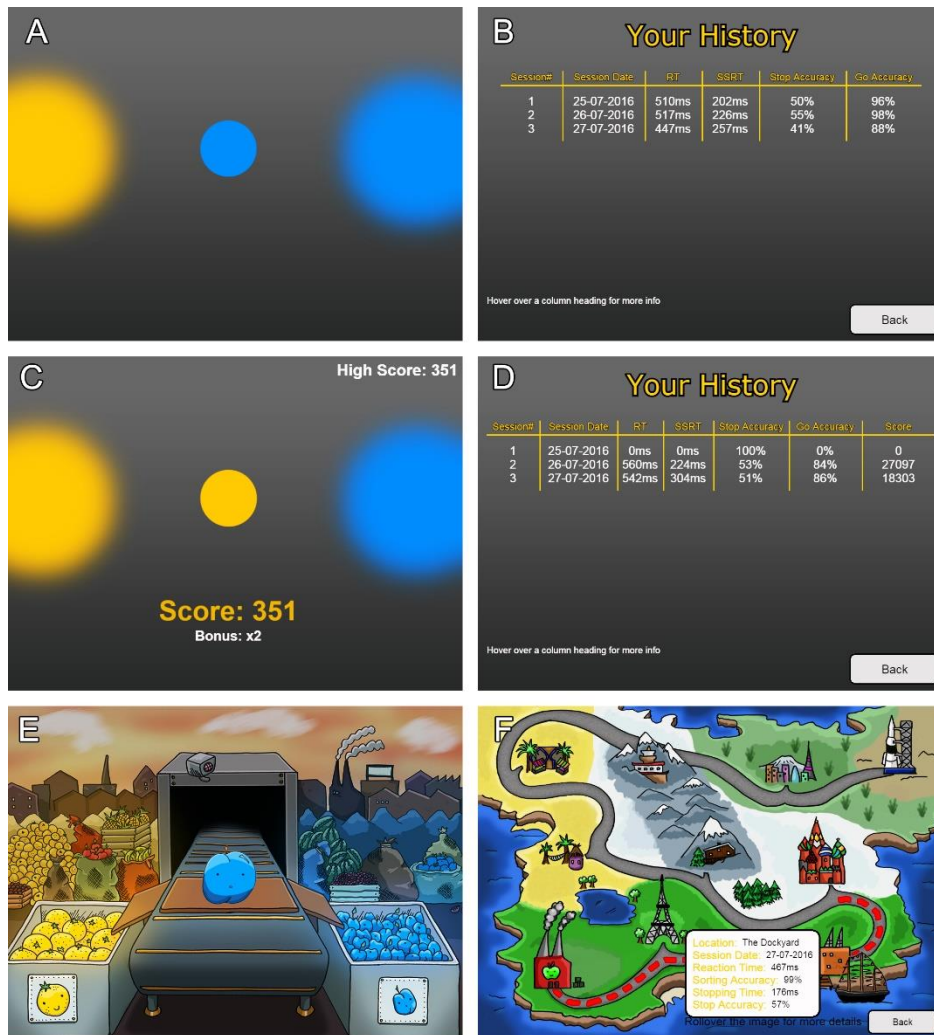 A
B
Your History
Session# Session Date RT SSRT Stop Accuracy Go Accuracy
1 25-07-2016 510ms 202ms 50% 96%
2 26-07-2016 517ms 226ms 55% 98%
3 27-07-2016 447ms 257ms 41% 88%
Hover over a column heading for more info
Back
C
High Score: 351
Score: 351
Bonus: x2
D
Your History
Session# Session Date RT SSRT Stop Accuracy Go Accuracy Score
1 25-07-2016 0ms 0ms 100% 0% 0
2 26-07-2016 560ms 224ms 53% 84% 27097
3 27-07-2016 542ms 304ms 51% 86% 18303
Hover over a column heading for more info
Back
E
F
Location: The Dockyard
Session Date: 27-07-2016
Reaction Time: 467ms
Sorting Accuracy: 99%
Stopping Time: 176ms
Stop Accuracy: 57%
Rollover the image for more details
Back